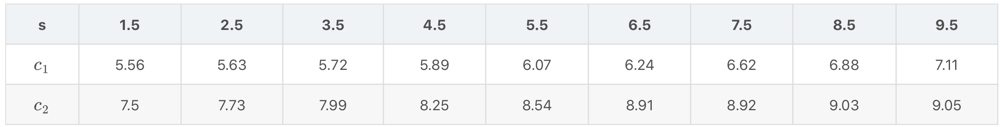 s 1.5 2.5 3.5 4.5 5.5 6.5 7.5 8.5 9.5
c₁ 5.56 5.63 5.72 5.89 6.07 6.24 6.62 6.88 7.11
c₂ 7.5 7.73 7.99 8.25 8.54 8.91 8.92 9.03 9.05